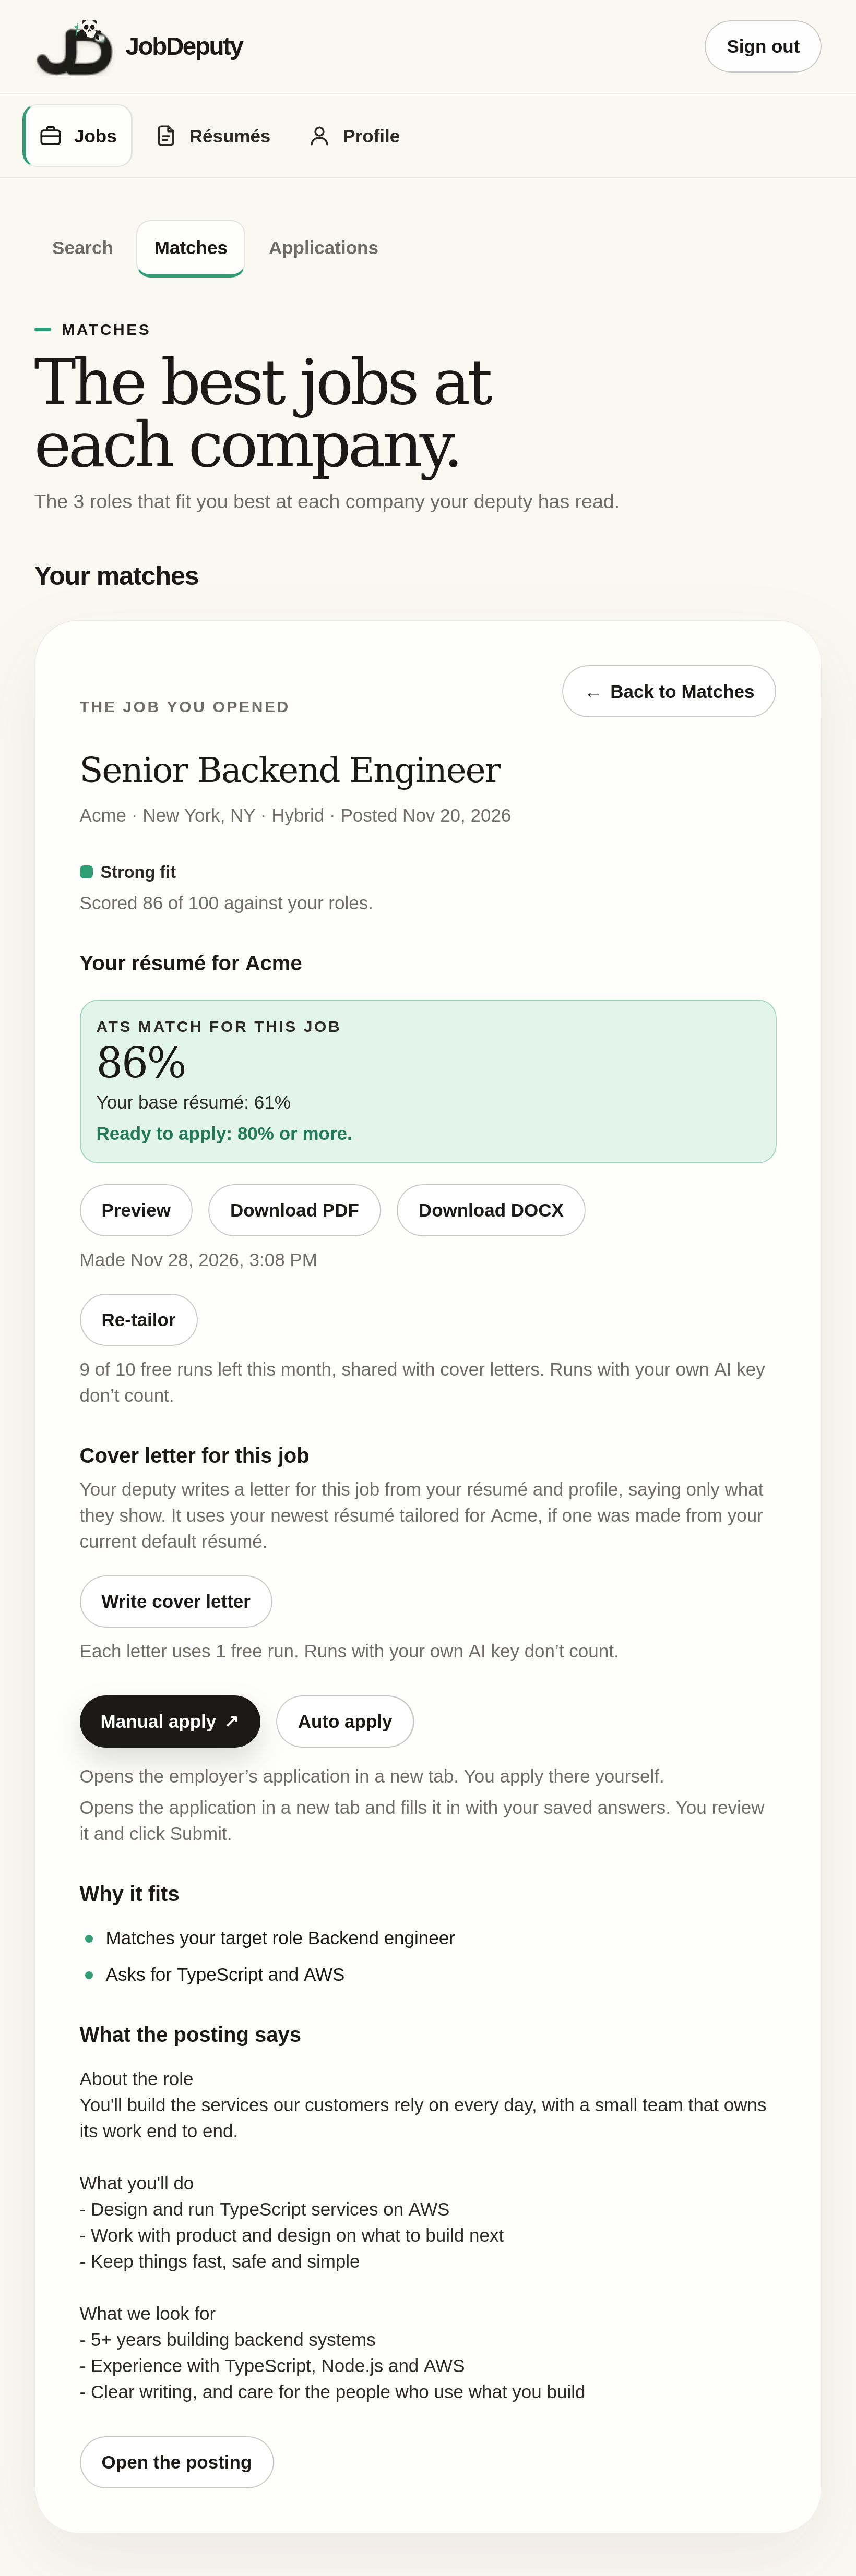 JobDeputy
Sign out
Jobs
Résumés
Profile
Search
Matches
Applications
MATCHES
The best jobs at
each company.
The 3 roles that fit you best at each company your deputy has read.
Your matches
THE JOB YOU OPENED
← Back to Matches
Senior Backend Engineer
Acme · New York, NY · Hybrid · Posted Nov 20, 2026
Strong fit
Scored 86 of 100 against your roles.
Your résumé for Acme
ATS MATCH FOR THIS JOB
86%
Your base résumé: 61%
Ready to apply: 80% or more.
Preview
Download PDF
Download DOCX
Made Nov 28, 2026, 3:08 PM
Re-tailor
9 of 10 free runs left this month, shared with cover letters. Runs with your own AI key
don’t count.
Cover letter for this job
Your deputy writes a letter for this job from your résumé and profile, saying only what
they show. It uses your newest résumé tailored for Acme, if one was made from your
current default résumé.
Write cover letter
Each letter uses 1 free run. Runs with your own AI key don’t count.
Manual apply ↗
Auto apply
Opens the employer’s application in a new tab. You apply there yourself.
Opens the application in a new tab and fills it in with your saved answers. You review
it and click Submit.
Why it fits
Matches your target role Backend engineer
Asks for TypeScript and AWS
What the posting says
About the role
You'll build the services our customers rely on every day, with a small team that owns
its work end to end.
What you'll do
- Design and run TypeScript services on AWS
- Work with product and design on what to build next
- Keep things fast, safe and simple
What we look for
- 5+ years building backend systems
- Experience with TypeScript, Node.js and AWS
- Clear writing, and care for the people who use what you build
Open the posting